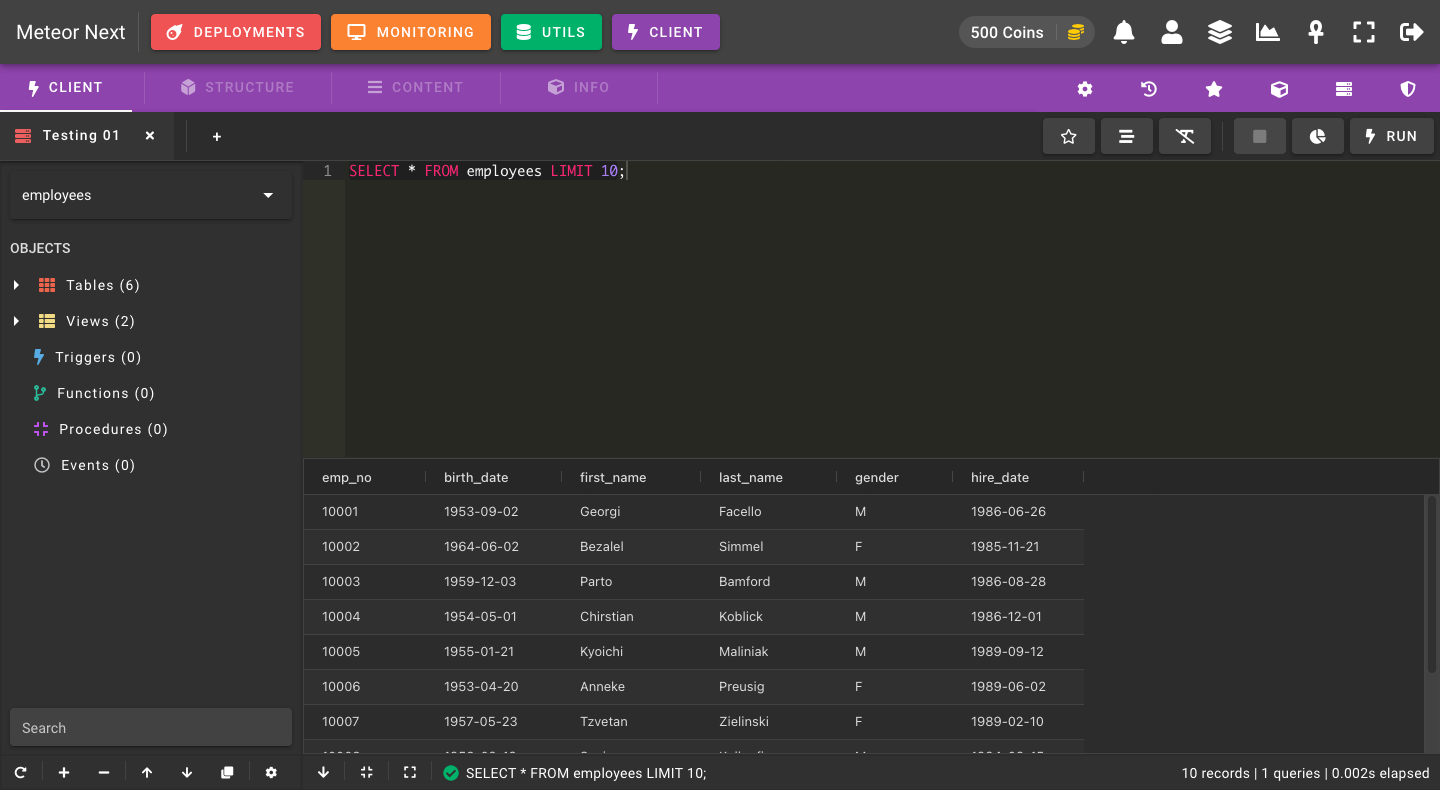 Meteor Next DEPLOYMENTS MONITORING UTILS CLIENT 500 Coins
CLIENT STRUCTURE CONTENT INFO
Testing 01 RUN
employees
OBJECTS
Tables (6)
Views (2)
Triggers (0)
Functions (0)
Procedures (0)
Events (0)
Search
1 SELECT * FROM employees LIMIT 10;
emp_no birth_date first_name last_name gender hire_date
10001 1953-09-02 Georgi Facello M 1986-06-26
10002 1964-06-02 Bezalel Simmel F 1985-11-21
10003 1959-12-03 Parto Bamford M 1986-08-28
10004 1954-05-01 Chirstian Koblick M 1986-12-01
10005 1955-01-21 Kyoichi Maliniak M 1989-09-12
10006 1953-04-20 Anneke Preusig F 1989-06-02
10007 1957-05-23 Tzvetan Zielinski F 1989-02-10
SELECT * FROM employees LIMIT 10; 10 records | 1 queries | 0.002s elapsed